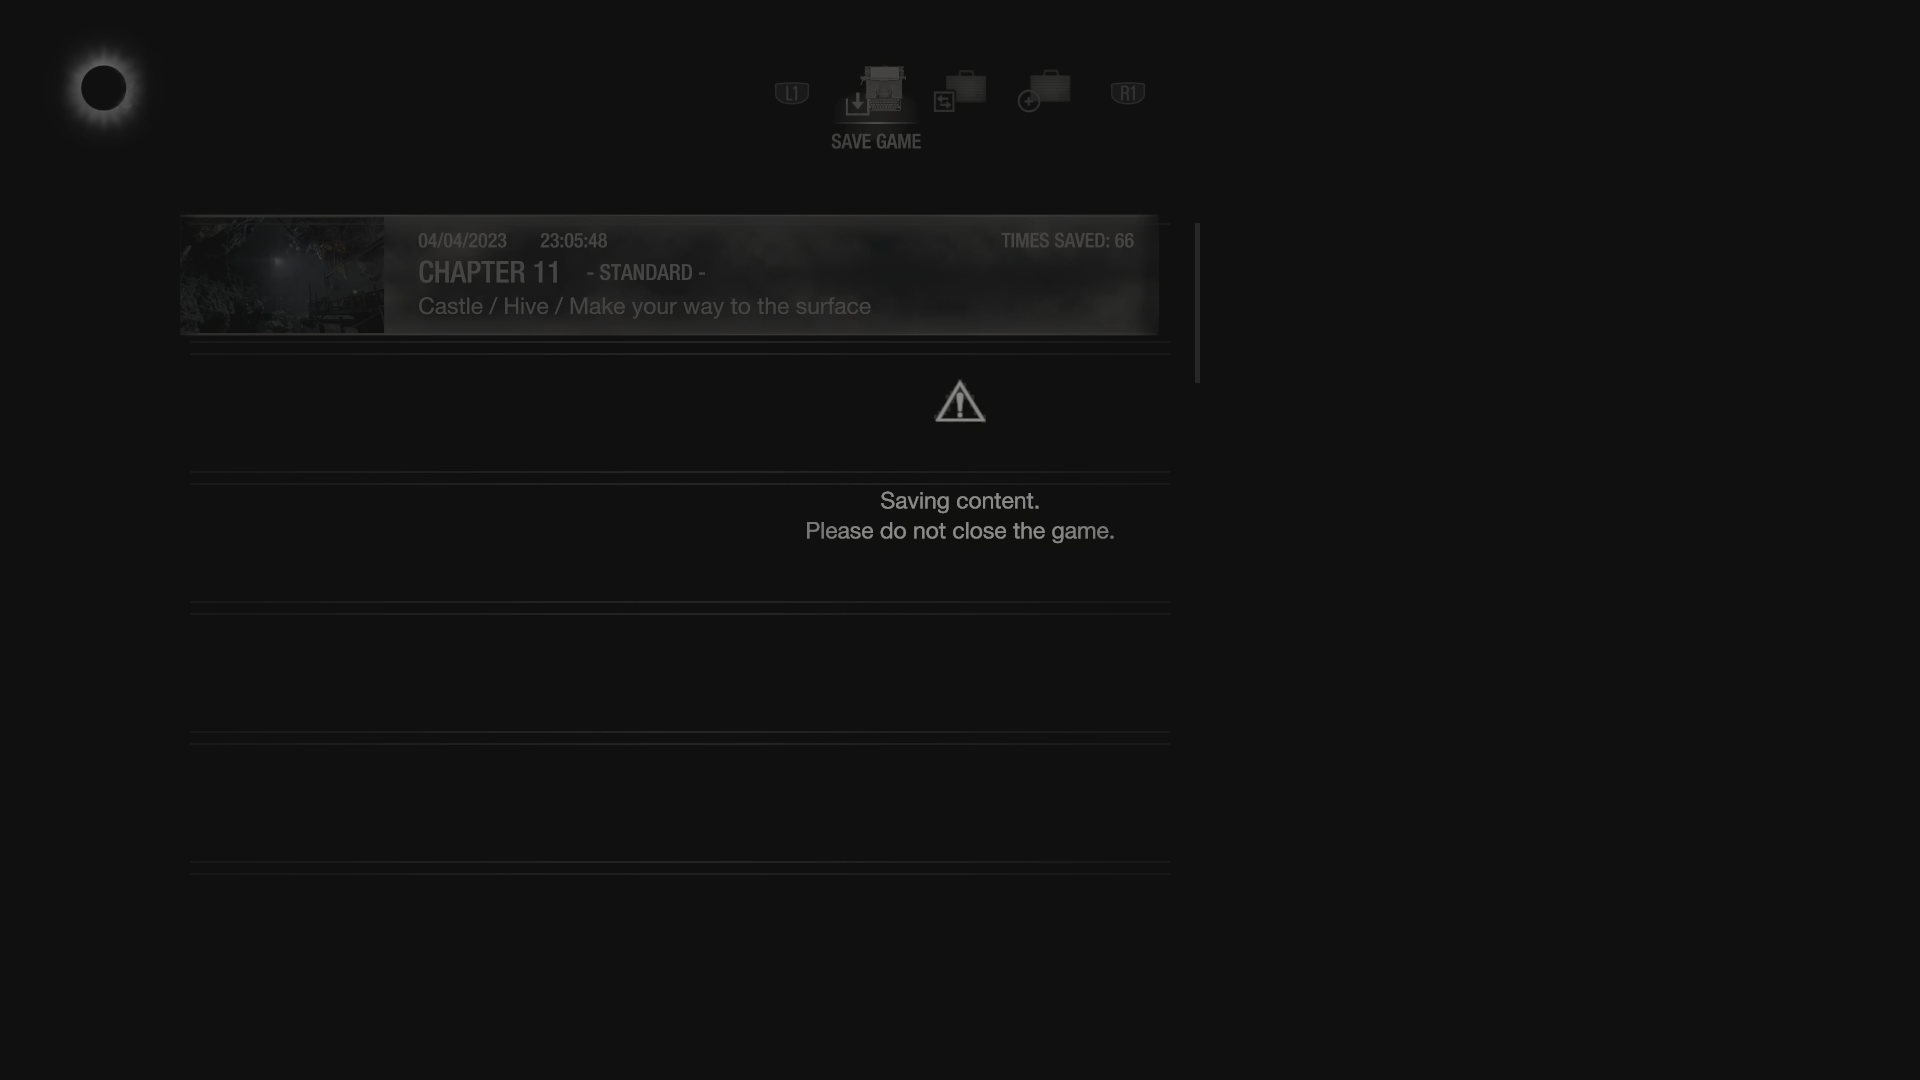 L1
R1
SAVE GAME
04/04/2023 23:05:48 TIMES SAVED: 66
CHAPTER 11 - STANDARD -
Castle / Hive / Make your way to the surface
Saving content.
Please do not close the game.